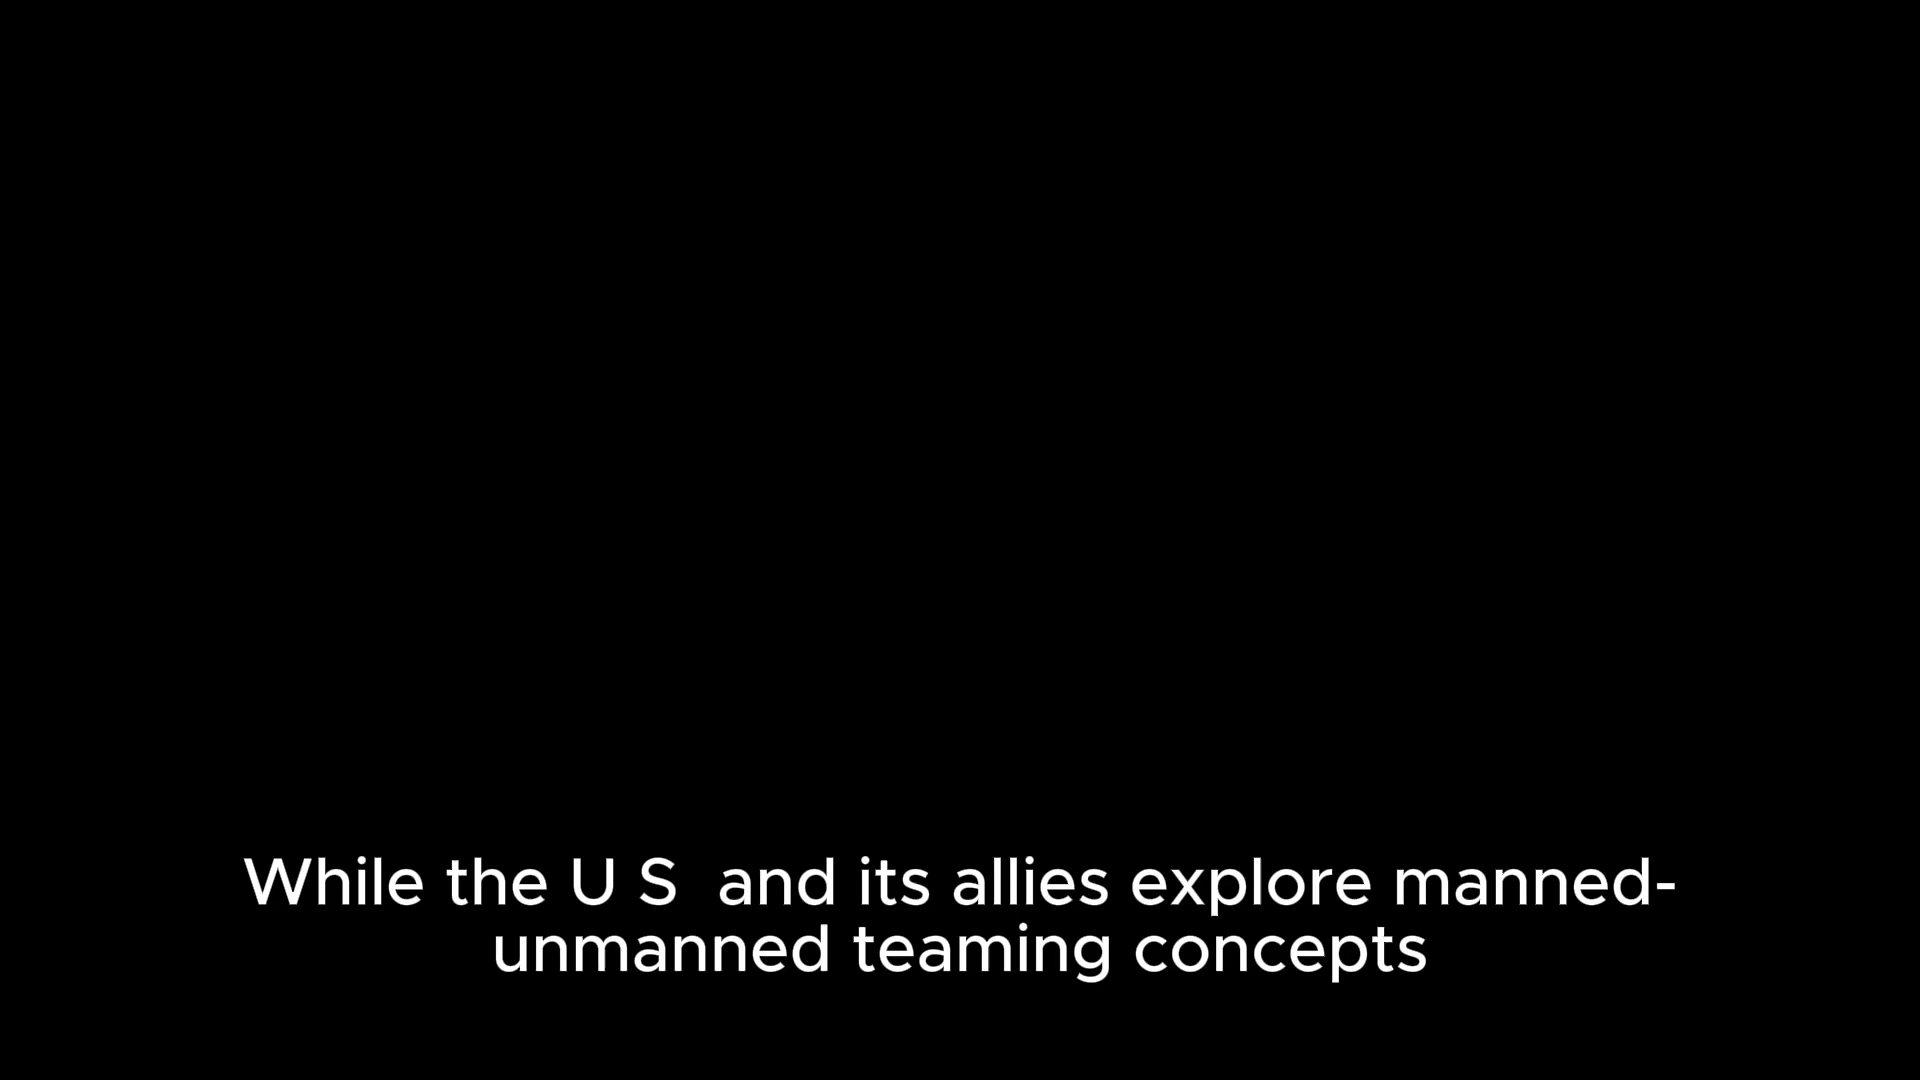 While the U S  and its allies explore manned-
unmanned teaming concepts